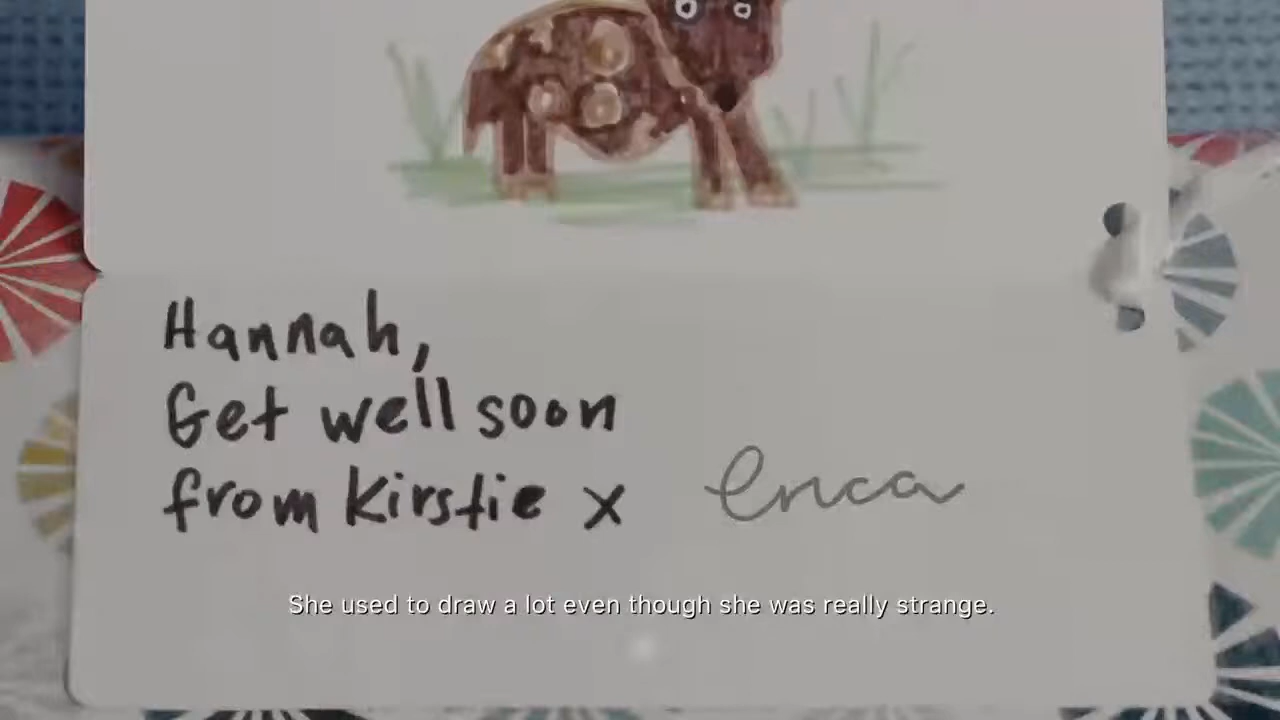 Hannah,
Get well soon
from Kirstie x
erica
She used to draw a lot even though she was really strange.